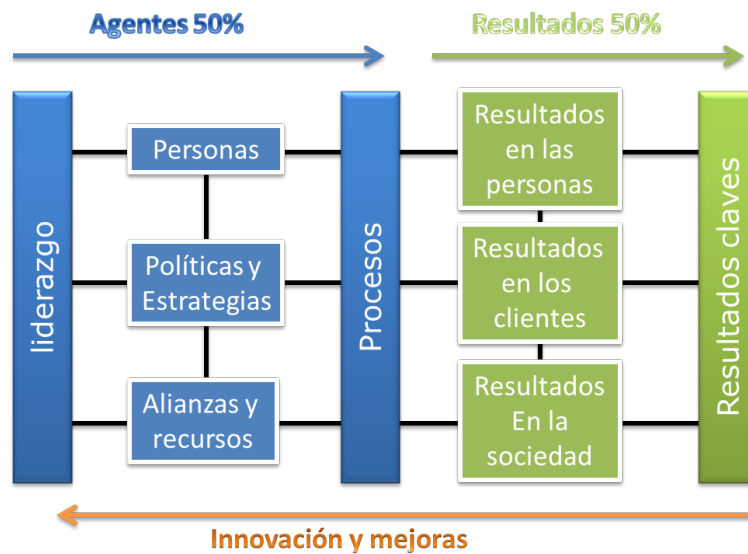 Agentes 50%
Resultados 50%
liderazgo
Personas
Políticas y
Estrategias
Alianzas y
recursos
Procesos
Resultados
en las
personas
Resultados
en los
clientes
Resultados
En la
sociedad
Resultados claves
Innovación y mejoras